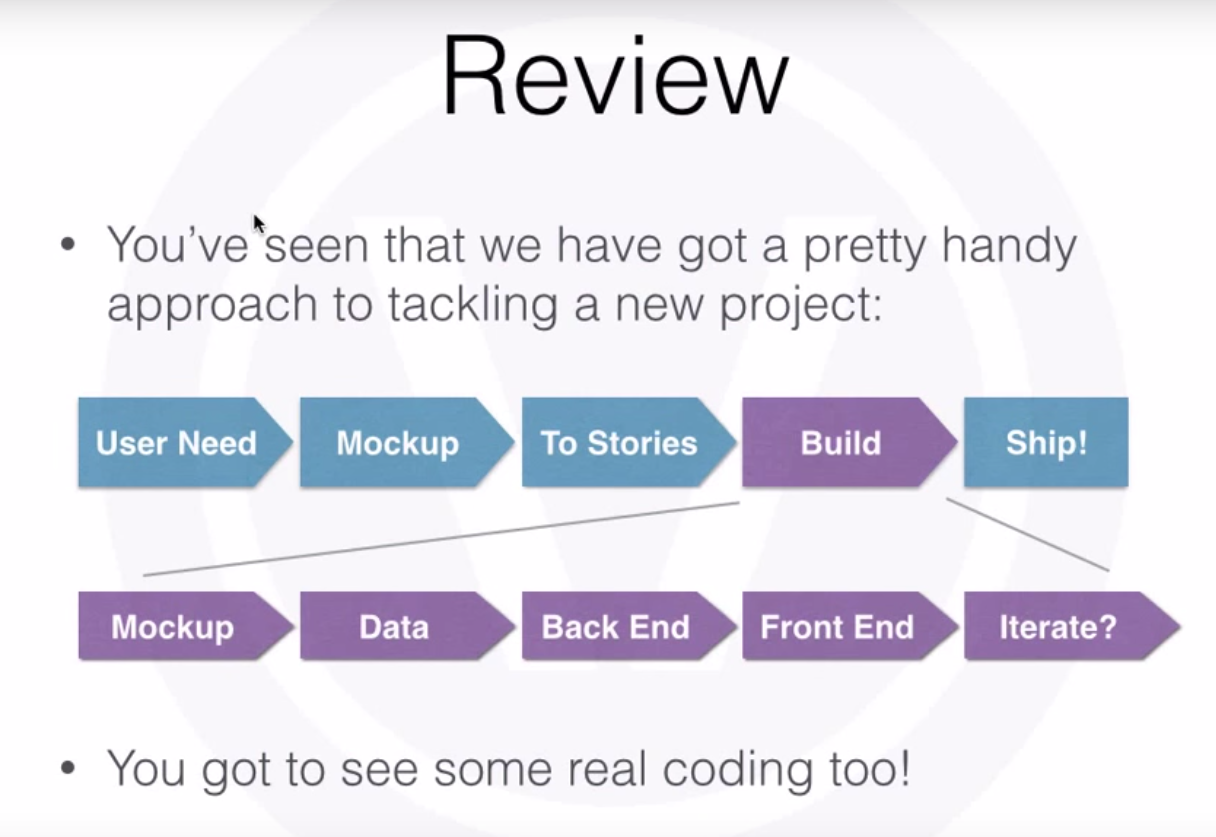 Review
• You’ve seen that we have got a pretty handy
approach to tackling a new project:
User Need Mockup To Stories Build Ship!
Mockup Data Back End Front End Iterate?
• You got to see some real coding too!